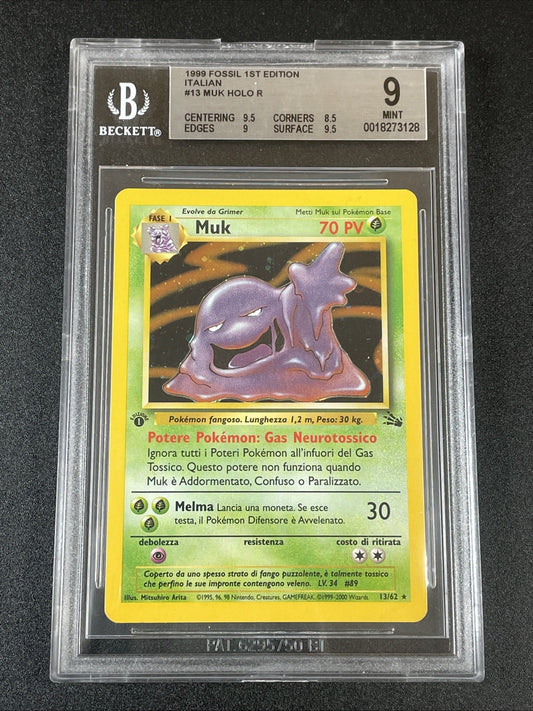 1999 FOSSIL 1ST EDITION
ITALIAN
#13 MUK HOLO R
B
BECKETT®
CENTERING 9.5 CORNERS 8.5
EDGES 9 SURFACE 9.5
9
MINT
0018273128
Evolve da Grimer
Metti Muk sul Pokémon Base
FASE 1
Muk
70 PV
EDIZIONE
1
Pokémon fangoso. Lunghezza 1,2 m, Peso: 30 kg.
Potere Pokémon: Gas Neurotossico
Ignora tutti i Poteri Pokémon all'infuori del Gas
Tossico. Questo potere non funziona quando
Muk è Addormentato, Confuso o Paralizzato.
Melma Lancia una moneta. Se esce
testa, il Pokémon Difensore è Avvelenato.
30
debolezza resistenza costo di ritirata
Coperto da uno spesso strato di fango puzzolente, è talmente tossico
che perfino le sue impronte contengono veleno. LV. 34 #89
Illus. Mitsuhiro Arita ©1995, 96, 98 Nintendo, Creatures, GAMEFREAK. ©1999-2000 Wizards. 13/62 ★